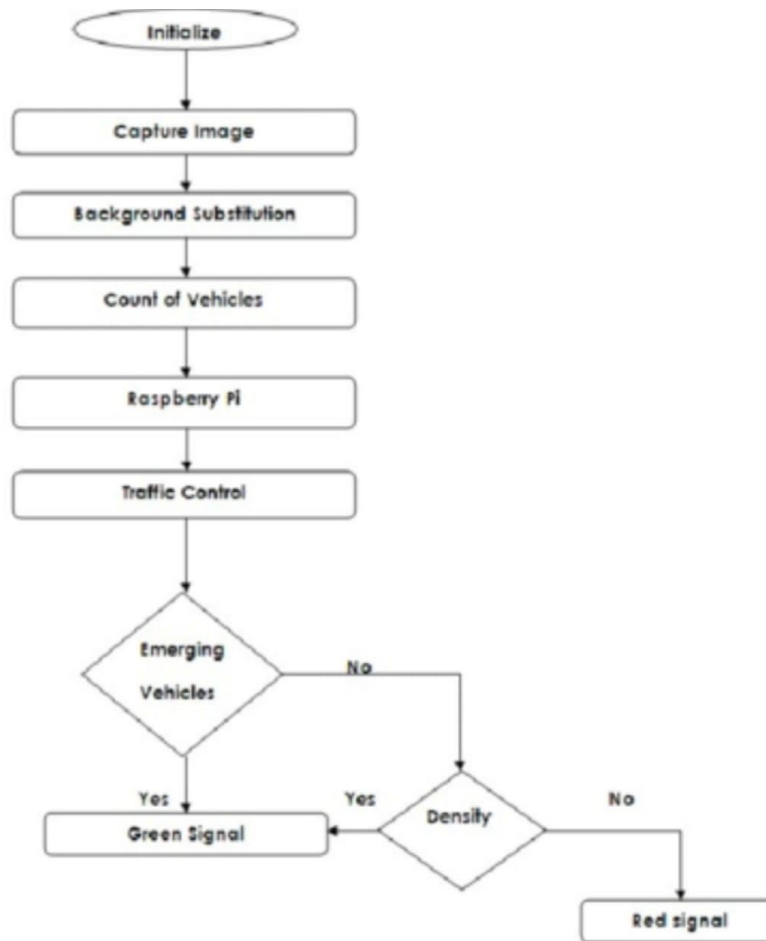 Initialize
Capture Image
Background Substitution
Count of Vehicles
Raspberry Pi
Traffic Control
Emerging
Vehicles
No
Yes
Yes
No
Density
Green Signal
Red signal